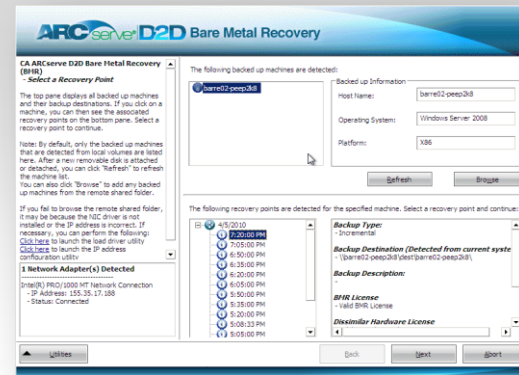 ARCserve® D2D Bare Metal Recovery
CA ARCserve D2D Bare Metal Recovery
(BMR)
- Select a Recovery Point
The top pane displays all backed up machines
and their backup destinations. If you click on a
machine, you can then see the associated
recovery points on the bottom pane. Select a
recovery point to continue.
Note: By default, only the backed up machines
that are detected from local volumes are listed
here. After a new removable disk is attached
or detached, you can click "Refresh" to refresh
the machine list.
You can also click "Browse" to add any backed
up machines from the remote shared folder.
If you fail to browse the remote shared folder,
it may be because the NIC driver is not
installed or the IP address is incorrect. If
necessary, you can perform the following:
Click here to load the driver utility
Click here to launch the IP address
configuration utility
1 Network Adapter(s) Detected
Intel(R) PRO/1000 MT Network Connection
- IP Address: 155.35.17.188
- Status: Connected
The following backed up machines are detected:
barre02-peep2k8
Backed up Information
Host Name: barre02-peep2k8
Operating System: Windows Server 2008
Platform: X86
Refresh Browse
The following recovery points are detected for the specified machine. Select a recovery point and continue:
4/5/2010
7:20:00 PM
7:05:00 PM
6:50:00 PM
6:35:00 PM
6:20:00 PM
6:05:00 PM
5:50:00 PM
5:35:00 PM
5:20:00 PM
5:08:33 PM
5:05:00 PM
Backup Type:
- Incremental
Backup Destination (Detected from current syste
- \\barre02-peep2k8\dest\barre02-peep2k8\
Backup Description:
-
BMR License
- Valid BMR License
Dissimilar Hardware License
Utilities Back Next Abort